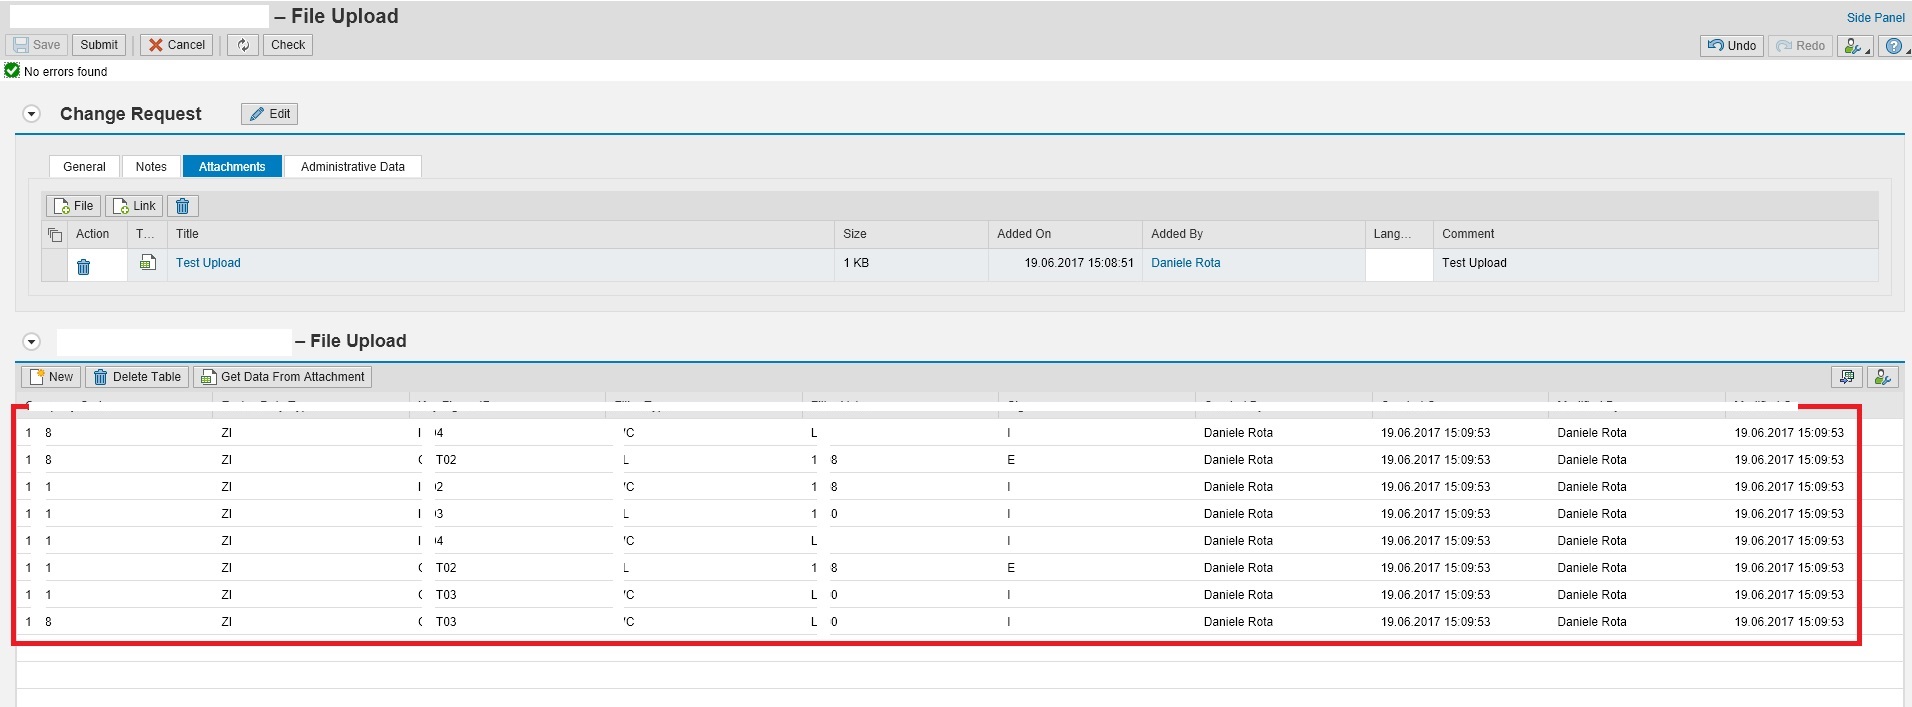 – File Upload
Side Panel
Save Submit Cancel Check Undo Redo
No errors found
Change Request Edit
General Notes Attachments Administrative Data
File Link
Action T... Title Size Added On Added By Lang... Comment
Test Upload 1 KB 19.06.2017 15:08:51 Daniele Rota Test Upload
– File Upload
New Delete Table Get Data From Attachment
1 8 ZI I 4 C L I Daniele Rota 19.06.2017 15:09:53 Daniele Rota 19.06.2017 15:09:53
1 8 ZI T02 L 1 8 E Daniele Rota 19.06.2017 15:09:53 Daniele Rota 19.06.2017 15:09:53
1 1 ZI I 2 C 1 8 I Daniele Rota 19.06.2017 15:09:53 Daniele Rota 19.06.2017 15:09:53
1 1 ZI I 3 L 1 0 I Daniele Rota 19.06.2017 15:09:53 Daniele Rota 19.06.2017 15:09:53
1 1 ZI I 4 C L I Daniele Rota 19.06.2017 15:09:53 Daniele Rota 19.06.2017 15:09:53
1 1 ZI T02 L 1 8 E Daniele Rota 19.06.2017 15:09:53 Daniele Rota 19.06.2017 15:09:53
1 1 ZI T03 C L 0 I Daniele Rota 19.06.2017 15:09:53 Daniele Rota 19.06.2017 15:09:53
1 8 ZI T03 C L 0 I Daniele Rota 19.06.2017 15:09:53 Daniele Rota 19.06.2017 15:09:53